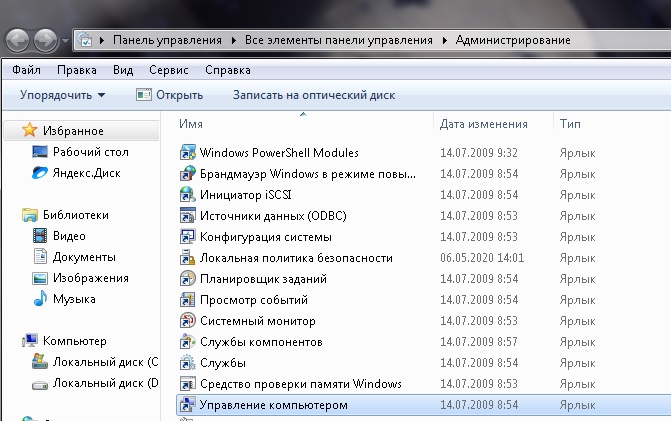 Панель управления ▸ Все элементы панели управления ▸ Администрирование
Файл Правка Вид Сервис Справка
Упорядочить Открыть Записать на оптический диск
Имя Дата изменения Тип
Избранное
Рабочий стол
Яндекс.Диск
Библиотеки
Видео
Документы
Изображения
Музыка
Компьютер
Локальный диск (C
Локальный диск (D
Windows PowerShell Modules 14.07.2009 9:32 Ярлык
Брандмауэр Windows в режиме повы... 14.07.2009 8:54 Ярлык
Инициатор iSCSI 14.07.2009 8:54 Ярлык
Источники данных (ODBC) 14.07.2009 8:53 Ярлык
Конфигурация системы 14.07.2009 8:53 Ярлык
Локальная политика безопасности 06.05.2020 14:01 Ярлык
Планировщик заданий 14.07.2009 8:54 Ярлык
Просмотр событий 14.07.2009 8:54 Ярлык
Системный монитор 14.07.2009 8:53 Ярлык
Службы компонентов 14.07.2009 8:57 Ярлык
Службы 14.07.2009 8:54 Ярлык
Средство проверки памяти Windows 14.07.2009 8:53 Ярлык
Управление компьютером 14.07.2009 8:54 Ярлык